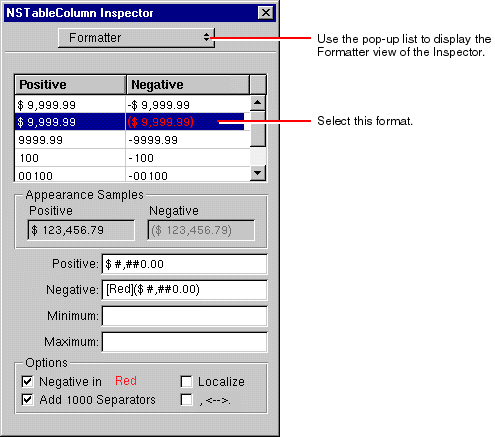 NSTableColumn Inspector
Formatter
Use the pop-up list to display the
Formatter view of the Inspector.
Positive Negative
$ 9,999.99 -$ 9,999.99
$ 9,999.99 ($ 9,999.99)
Select this format.
9999.99 -9999.99
100 -100
00100 -00100
Appearance Samples
Positive Negative
$ 123,456.79 ($ 123,456.79)
Positive: $ #,##0.00
Negative: [Red]($ #,##0.00)
Minimum:
Maximum:
Options
Negative in Red Localize
Add 1000 Separators , <-->.